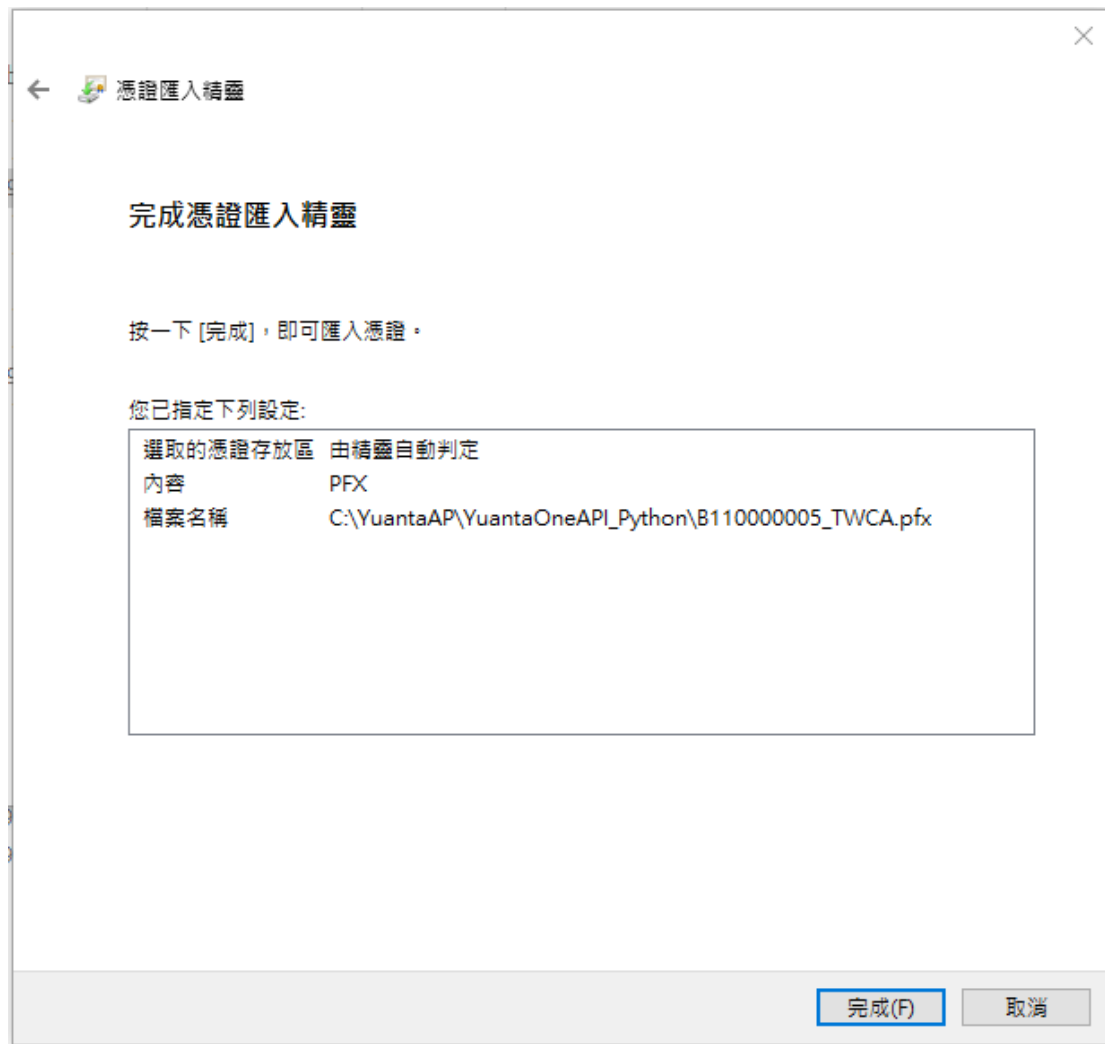 憑證匯入精靈
完成憑證匯入精靈
按一下 [完成]，即可匯入憑證。
您已指定下列設定:
選取的憑證存放區 由精靈自動判定
內容 PFX
檔案名稱 C:\YuantaAP\YuantaOneAPI_Python\B110000005_TWCA.pfx
完成(F) 取消